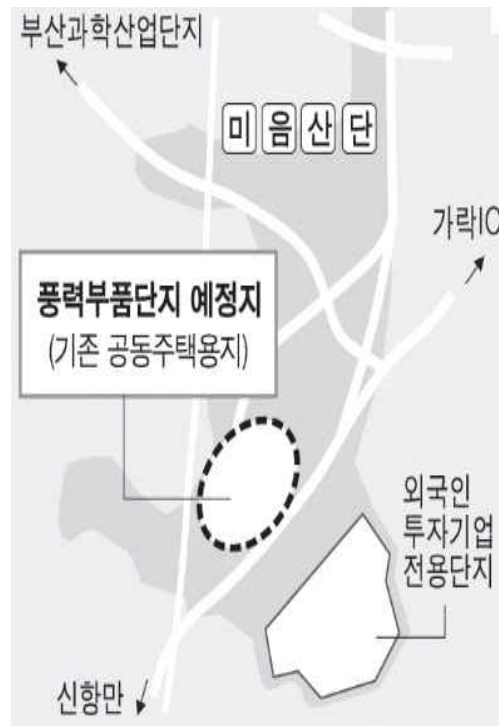 부산과학산업단지
미음산단
가락IC
풍력부품단지 예정지
(기존 공동주택용지)
외국인
투자기업
전용단지
신항만